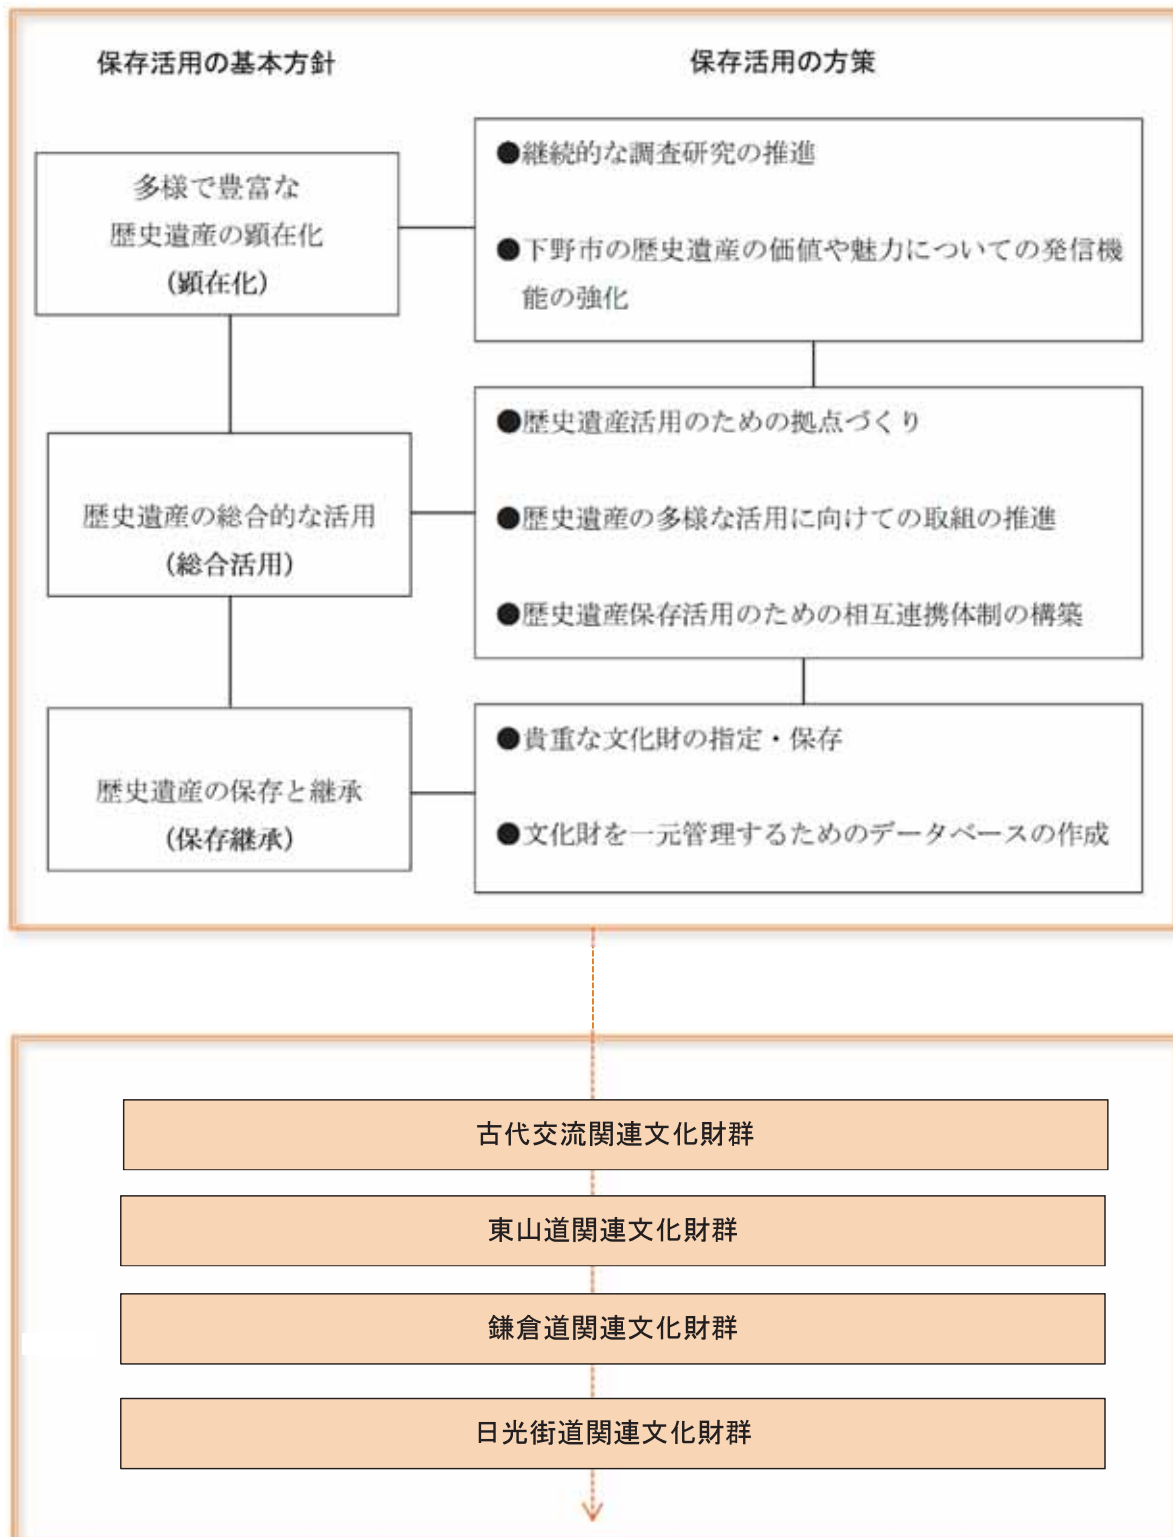 保存活用の基本方針
保存活用の方策
多様で豊富な
歴史遺産の顕在化
(顕在化)
●継続的な調査研究の推進
●下野市の歴史遺産の価値や魅力についての発信機
能の強化
歴史遺産の総合的な活用
(総合活用)
●歴史遺産活用のための拠点づくり
●歴史遺産の多様な活用に向けての取組の推進
●歴史遺産保存活用のための相互連携体制の構築
歴史遺産の保存と継承
(保存継承)
●貴重な文化財の指定・保存
●文化財を一元管理するためのデータベースの作成
古代交流関連文化財群
東山道関連文化財群
鎌倉道関連文化財群
日光街道関連文化財群